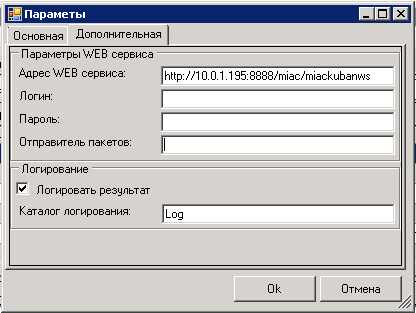 Параметы
Основная
Дополнительная
Параметры WEB сервиса
Адрес WEB сервиса: http://10.0.1.195:8888/miac/miackubanws
Логин:
Пароль:
Отправитель пакетов:
Логирование
Логировать результат
Каталог логирования: Log
Ok
Отмена